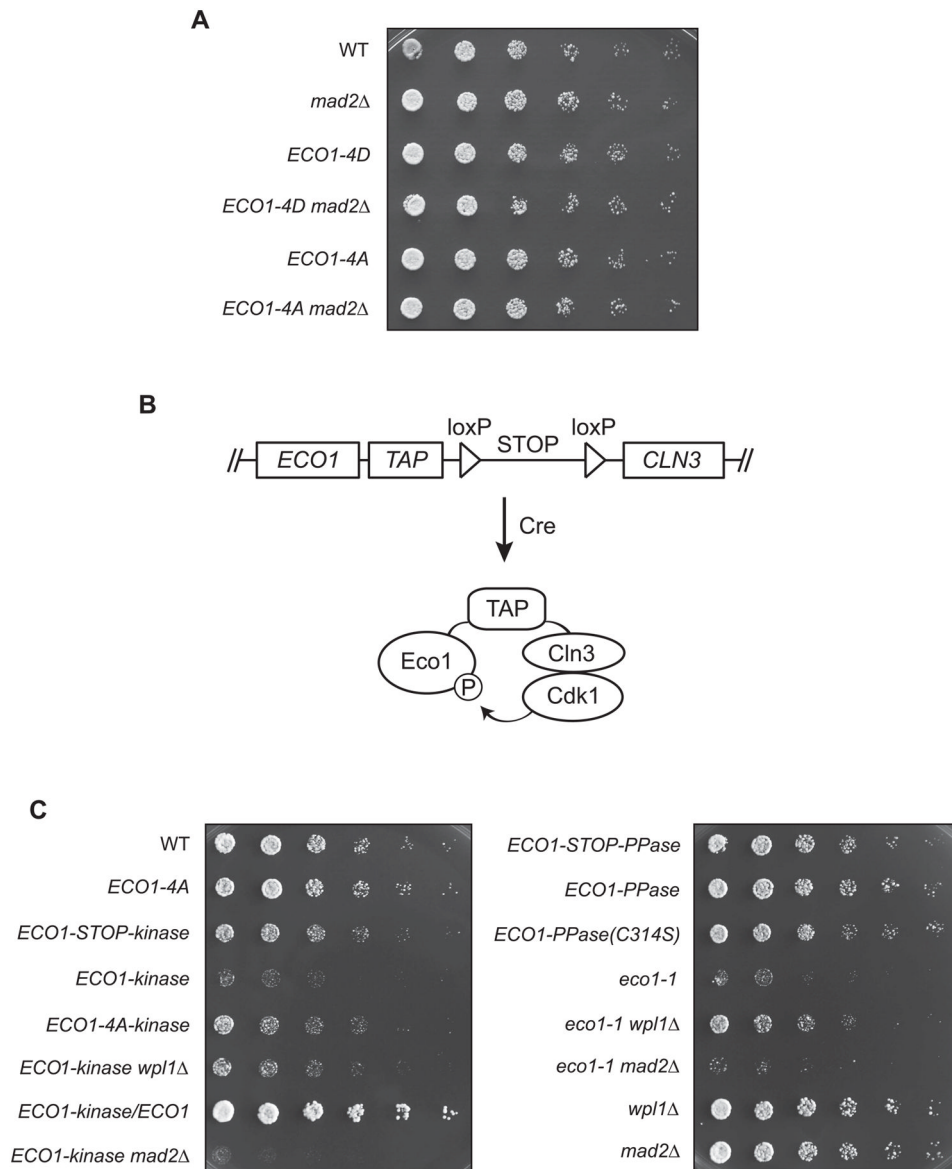 A
WT
mad2Δ
ECO1-4D
ECO1-4D mad2Δ
ECO1-4A
ECO1-4A mad2Δ
B
loxP STOP loxP
ECO1 TAP CLN3
Cre
TAP
Eco1 Cln3
P Cdk1
C
WT
ECO1-4A
ECO1-STOP-kinase
ECO1-kinase
ECO1-4A-kinase
ECO1-kinase wpl1Δ
ECO1-kinase/ECO1
ECO1-kinase mad2Δ
ECO1-STOP-PPase
ECO1-PPase
ECO1-PPase(C314S)
eco1-1
eco1-1 wpl1Δ
eco1-1 mad2Δ
wpl1Δ
mad2Δ